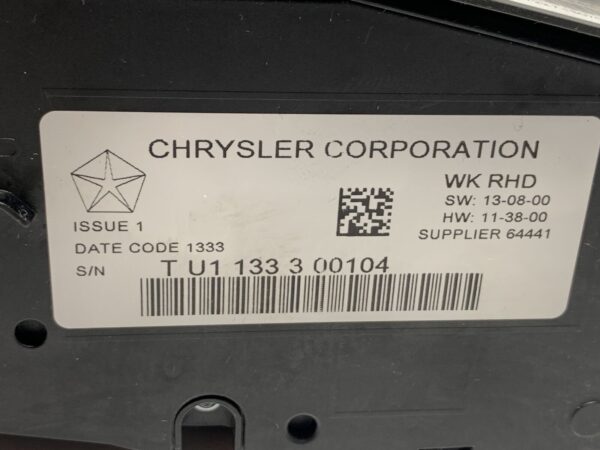 CHRYSLER CORPORATION
WK RHD
SW: 13-08-00
HW: 11-38-00
SUPPLIER 64441
ISSUE 1
DATE CODE 1333
S/N T U1 133 3 00104